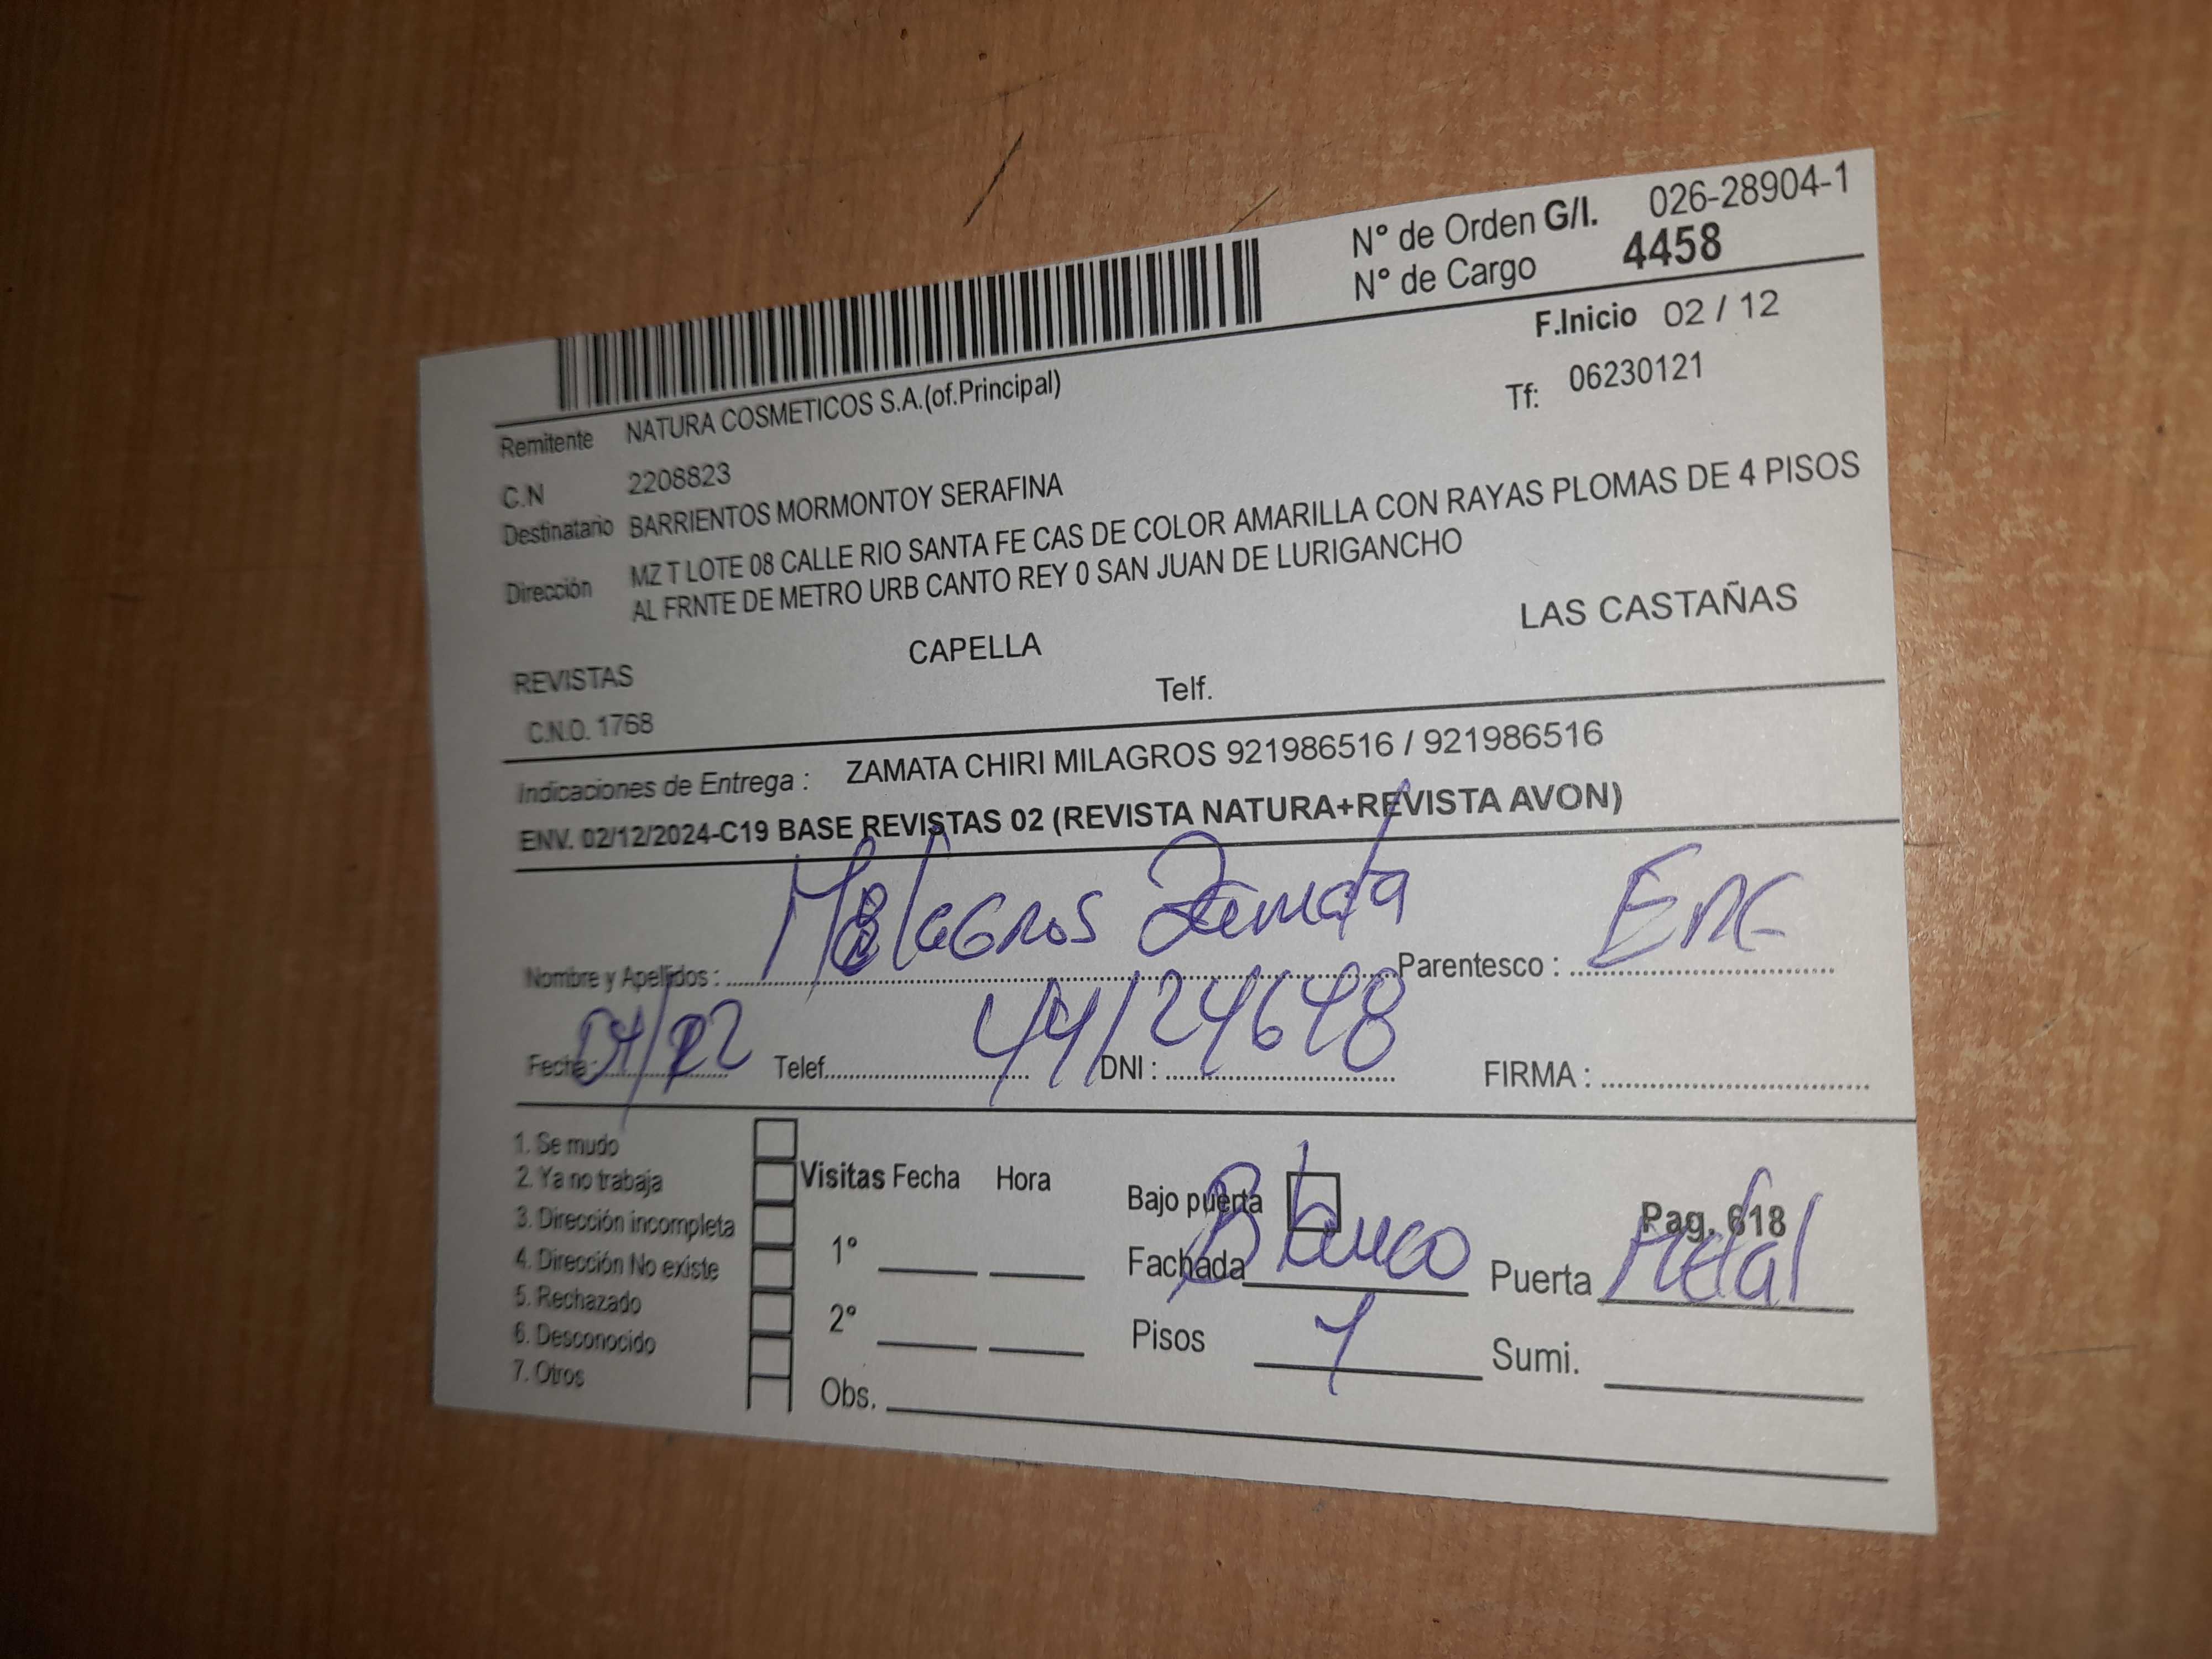 N° de Orden G/I. 026-28904-1
N° de Cargo 4458
F.Inicio 02 / 12
Remitente NATURA COSMETICOS S.A.(of.Principal)
Tf: 06230121
C.N 2208823
Destinatario BARRIENTOS MORMONTOY SERAFINA
Dirección MZ T LOTE 08 CALLE RIO SANTA FE CAS DE COLOR AMARILLA CON RAYAS PLOMAS DE 4 PISOS
AL FRNTE DE METRO URB CANTO REY 0 SAN JUAN DE LURIGANCHO
REVISTAS CAPELLA LAS CASTAÑAS
C.N.O. 1768 Telf.
Indicaciones de Entrega : ZAMATA CHIRI MILAGROS 921986516 / 921986516
ENV. 02/12/2024-C19 BASE REVISTAS 02 (REVISTA NATURA+REVISTA AVON)
Nombre y Apellidos : Milagros Zamata Parentesco : Enc
Fecha: Telef. DNI : 44124648 FIRMA :
1. Se mudo
2. Ya no trabaja
3. Dirección incompleta
4. Dirección No existe
5. Rechazado
6. Desconocido
7. Otros
Visitas Fecha Hora
1°
2°
Obs.
Bajo puerta Pag. 618
Fachada Blanco Puerta Metal
Pisos 1 Sumi.